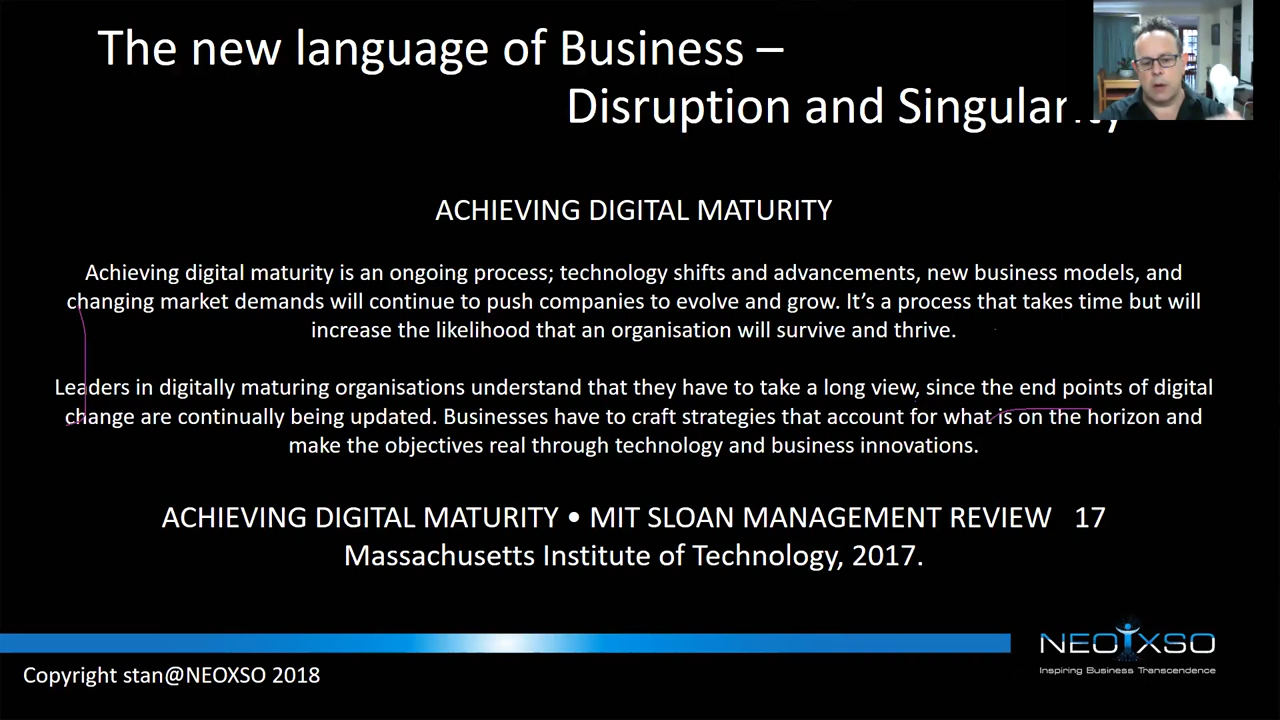 The new language of Business –
Disruption and Singularity
ACHIEVING DIGITAL MATURITY
Achieving digital maturity is an ongoing process; technology shifts and advancements, new business models, and
changing market demands will continue to push companies to evolve and grow. It’s a process that takes time but will
increase the likelihood that an organisation will survive and thrive.
Leaders in digitally maturing organisations understand that they have to take a long view, since the end points of digital
change are continually being updated. Businesses have to craft strategies that account for what is on the horizon and
make the objectives real through technology and business innovations.
ACHIEVING DIGITAL MATURITY • MIT SLOAN MANAGEMENT REVIEW 17
Massachusetts Institute of Technology, 2017.
NEOXSO
Inspiring Business Transcendence
Copyright stan@NEOXSO 2018